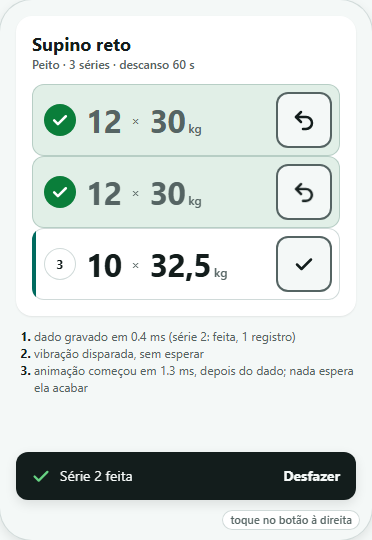 Supino reto
Peito · 3 séries · descanso 60 s
12 × 30 kg
12 × 30 kg
3 10 × 32,5 kg
1. dado gravado em 0.4 ms (série 2: feita, 1 registro)
2. vibração disparada, sem esperar
3. animação começou em 1.3 ms, depois do dado; nada espera
ela acabar
Série 2 feita Desfazer
toque no botão à direita